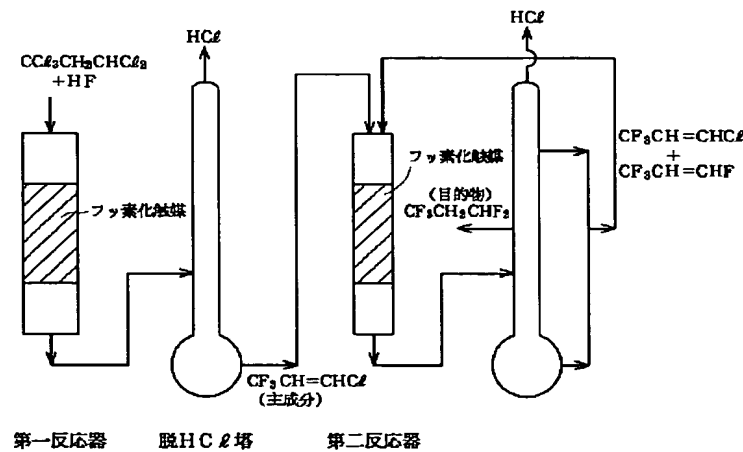 CCℓ₃CH₂CHCℓ₂
+HF
HCℓ
HCℓ
フッ素化触媒
フッ素化触媒
(目的物)
CF₃CH₂CHF₂
CF₃CH=CHCℓ
+
CF₃CH=CHF
CF₃CH=CHCℓ
(主成分)
第一反応器
脱HCℓ塔
第二反応器